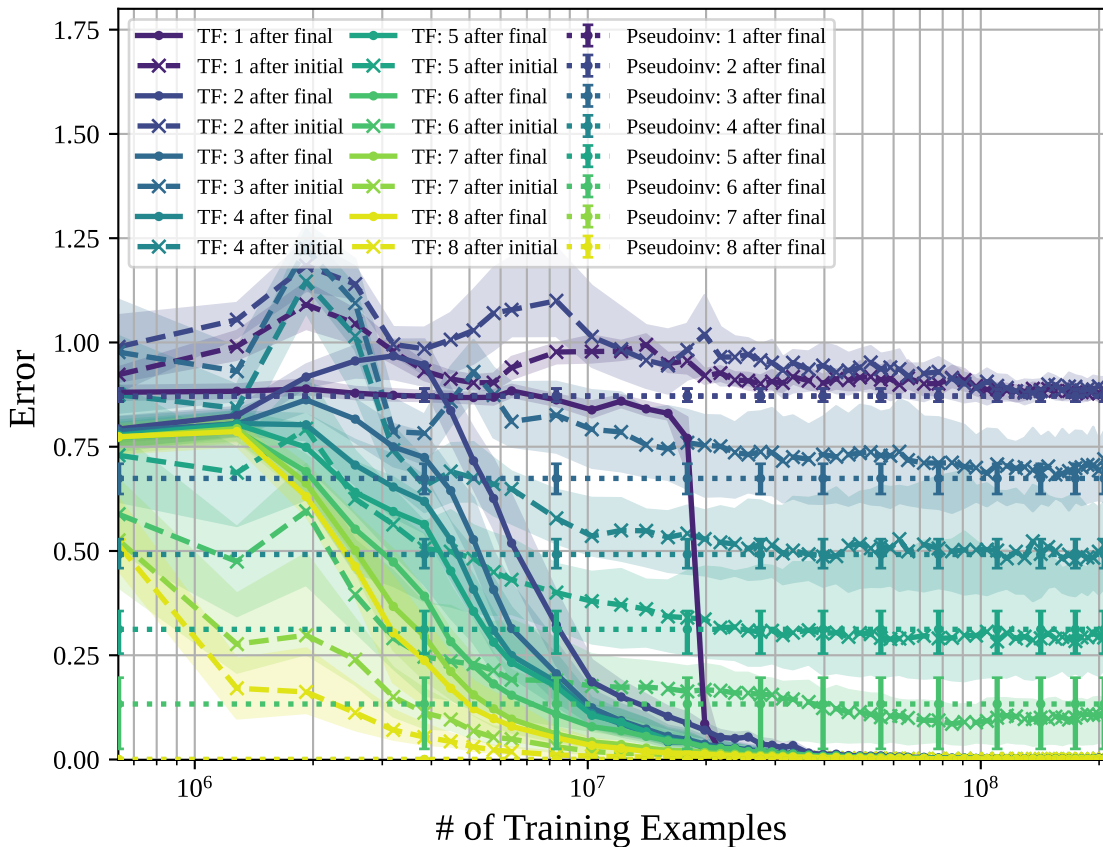 1.75
1.50
1.25
1.00
0.75
0.50
0.25
0.00
Error
TF: 1 after final
TF: 1 after initial
TF: 2 after final
TF: 2 after initial
TF: 3 after final
TF: 3 after initial
TF: 4 after final
TF: 4 after initial
TF: 5 after final
TF: 5 after initial
TF: 6 after final
TF: 6 after initial
TF: 7 after final
TF: 7 after initial
TF: 8 after final
TF: 8 after initial
Pseudoinv: 1 after final
Pseudoinv: 2 after final
Pseudoinv: 3 after final
Pseudoinv: 4 after final
Pseudoinv: 5 after final
Pseudoinv: 6 after final
Pseudoinv: 7 after final
Pseudoinv: 8 after final
10⁶
10⁷
10⁸
# of Training Examples